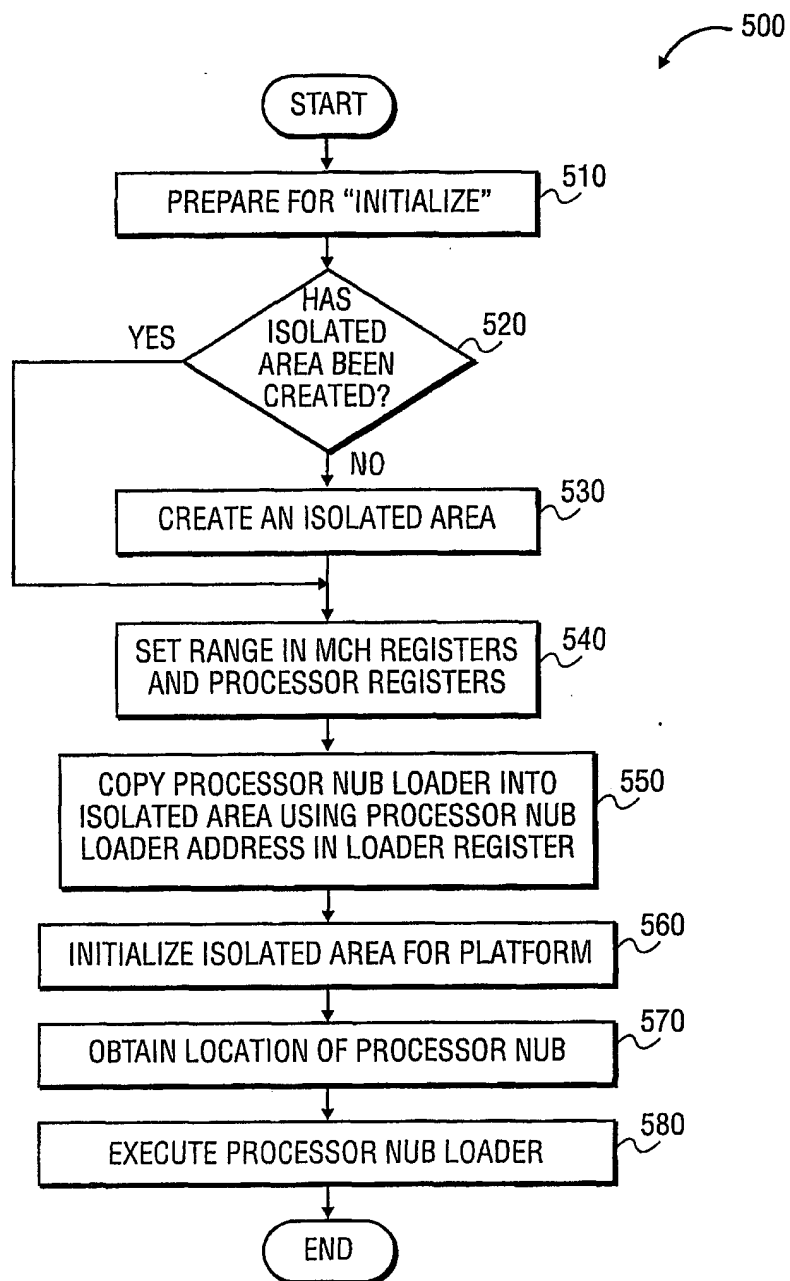 500
START
PREPARE FOR “INITIALIZE”
510
HAS
ISOLATED
AREA BEEN
CREATED?
520
YES
NO
CREATE AN ISOLATED AREA
530
SET RANGE IN MCH REGISTERS
AND PROCESSOR REGISTERS
540
COPY PROCESSOR NUB LOADER INTO
ISOLATED AREA USING PROCESSOR NUB
LOADER ADDRESS IN LOADER REGISTER
550
INITIALIZE ISOLATED AREA FOR PLATFORM
560
OBTAIN LOCATION OF PROCESSOR NUB
570
EXECUTE PROCESSOR NUB LOADER
580
END